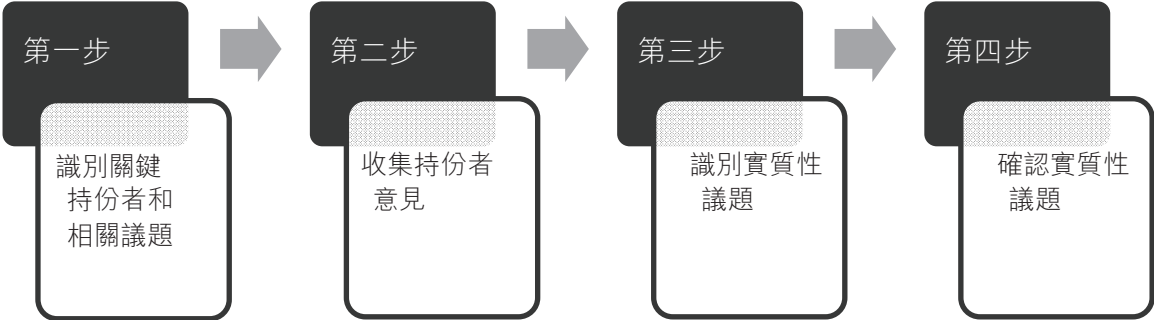 第一步
識別關鍵
持份者和
相關議題
第二步
收集持份者
意見
第三步
識別實質性
議題
第四步
確認實質性
議題